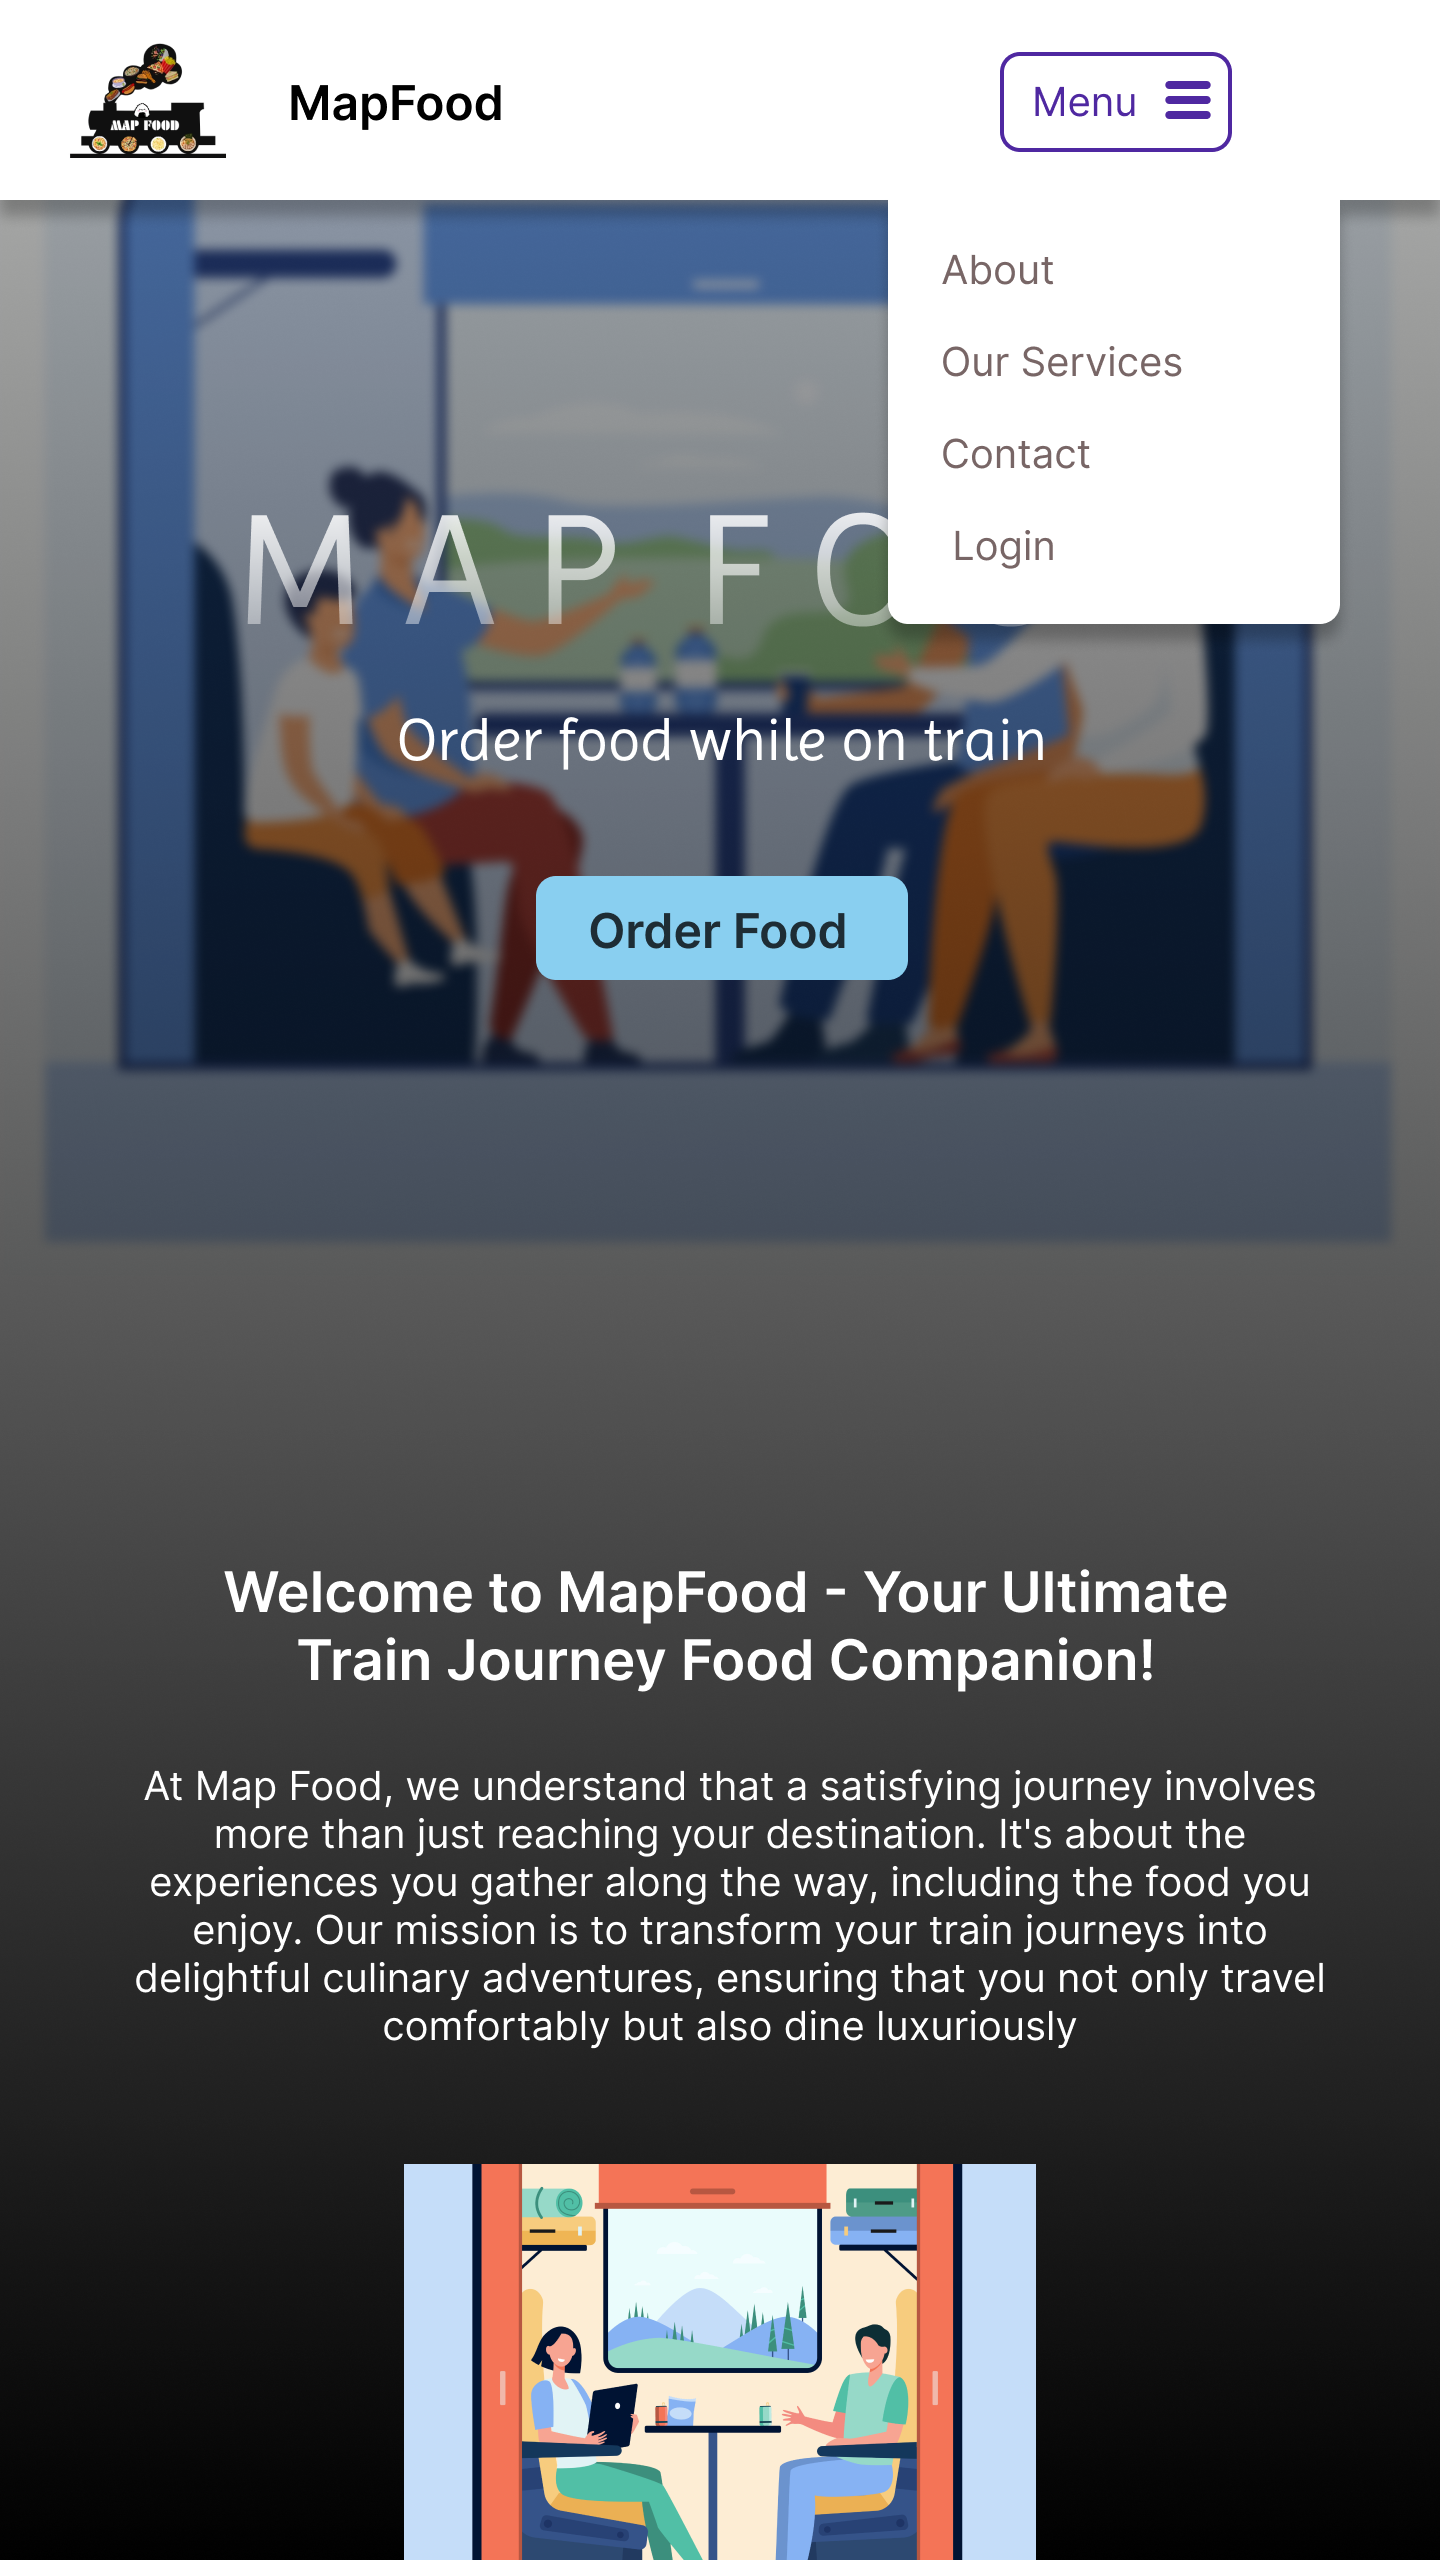 MAP FOOD
MapFood
Menu
About
Our Services
Contact
Login
MAP FO
Order food while on train
Order Food
Welcome to MapFood - Your Ultimate
Train Journey Food Companion!
At Map Food, we understand that a satisfying journey involves
more than just reaching your destination. It's about the
experiences you gather along the way, including the food you
enjoy. Our mission is to transform your train journeys into
delightful culinary adventures, ensuring that you not only travel
comfortably but also dine luxuriously